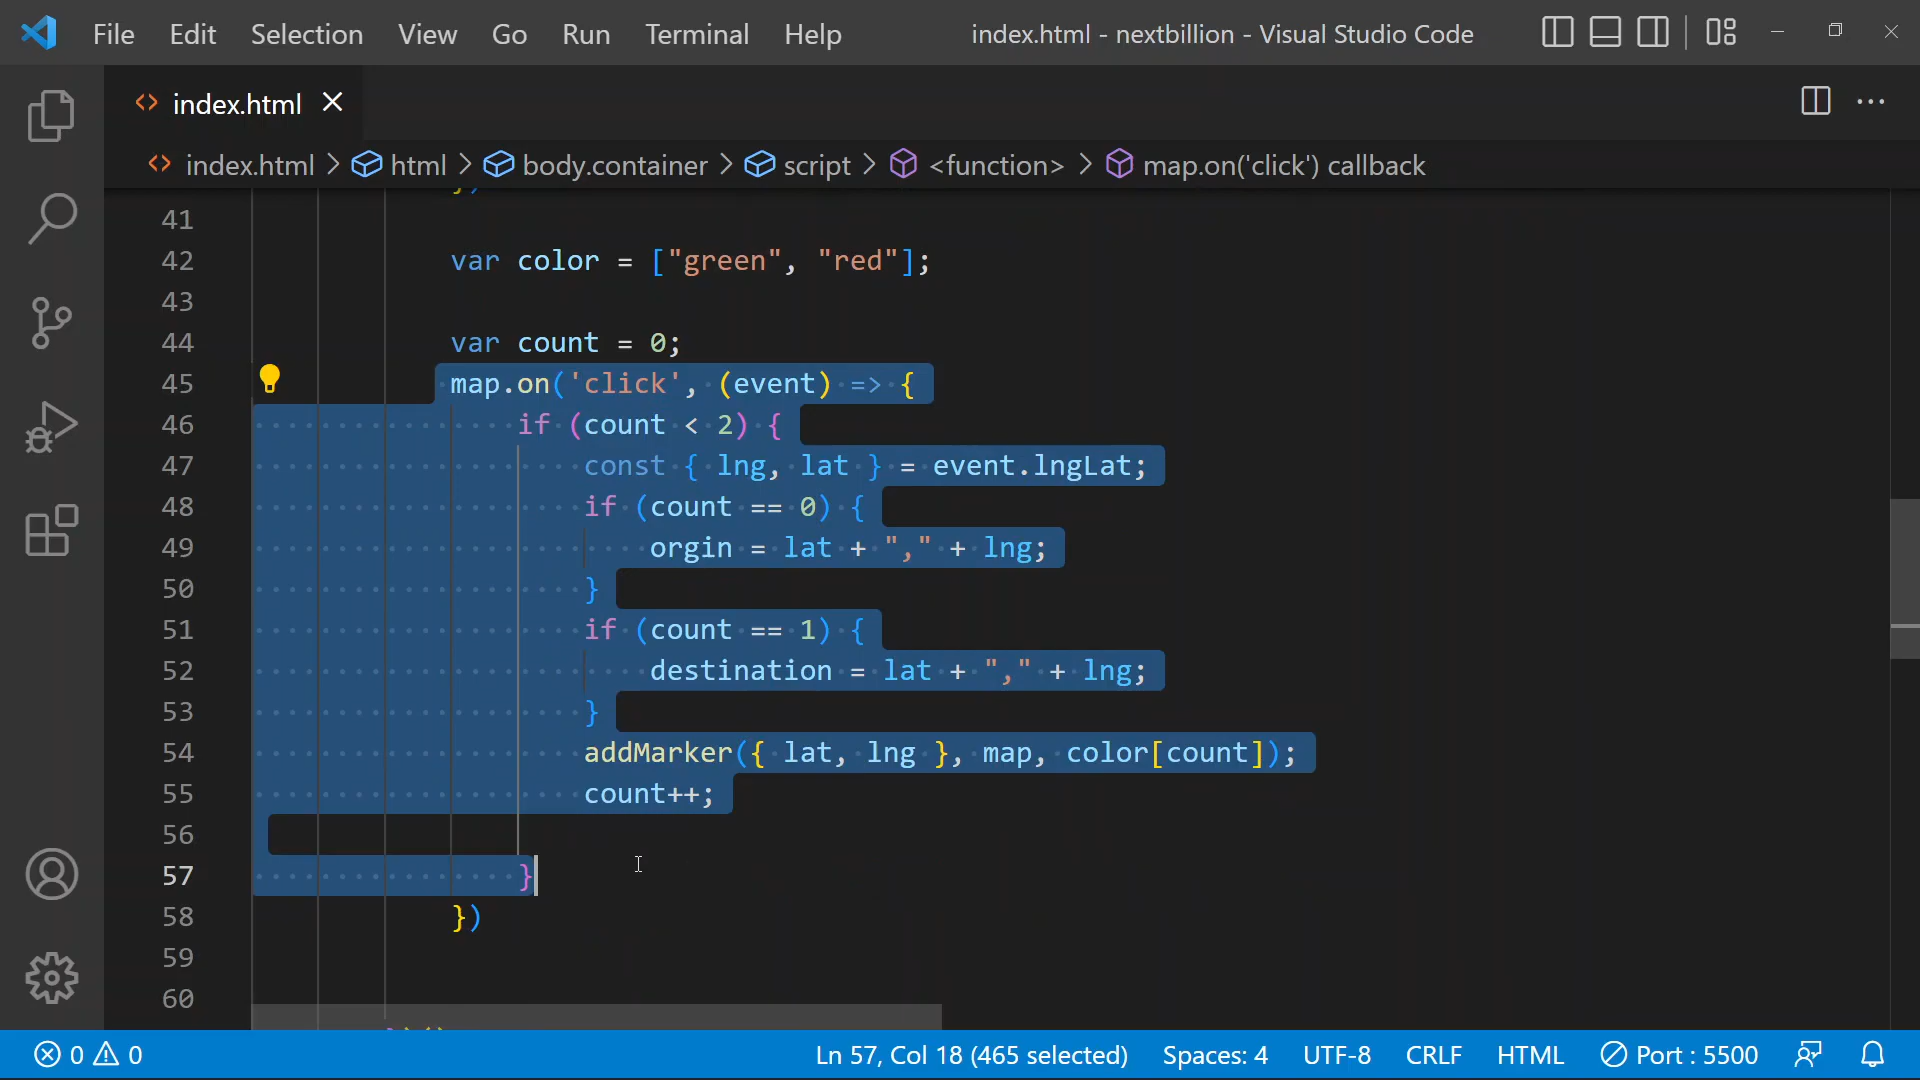 File Edit Selection View Go Run Terminal Help index.html - nextbillion - Visual Studio Code
index.html
index.html > html > body.container > script > <function> > map.on('click') callback
41
42 var color = ["green", "red"];
43
44 var count = 0;
45 map.on('click', (event) => {
46 if (count < 2) {
47 const { lng, lat } = event.lngLat;
48 if (count == 0) {
49 orgin = lat + "," + lng;
50 }
51 if (count == 1) {
52 destination = lat + "," + lng;
53 }
54 addMarker({ lat, lng }, map, color[count]);
55 count++;
56
57 }
58 })
59
60
0 0 Ln 57, Col 18 (465 selected) Spaces: 4 UTF-8 CRLF HTML Port : 5500